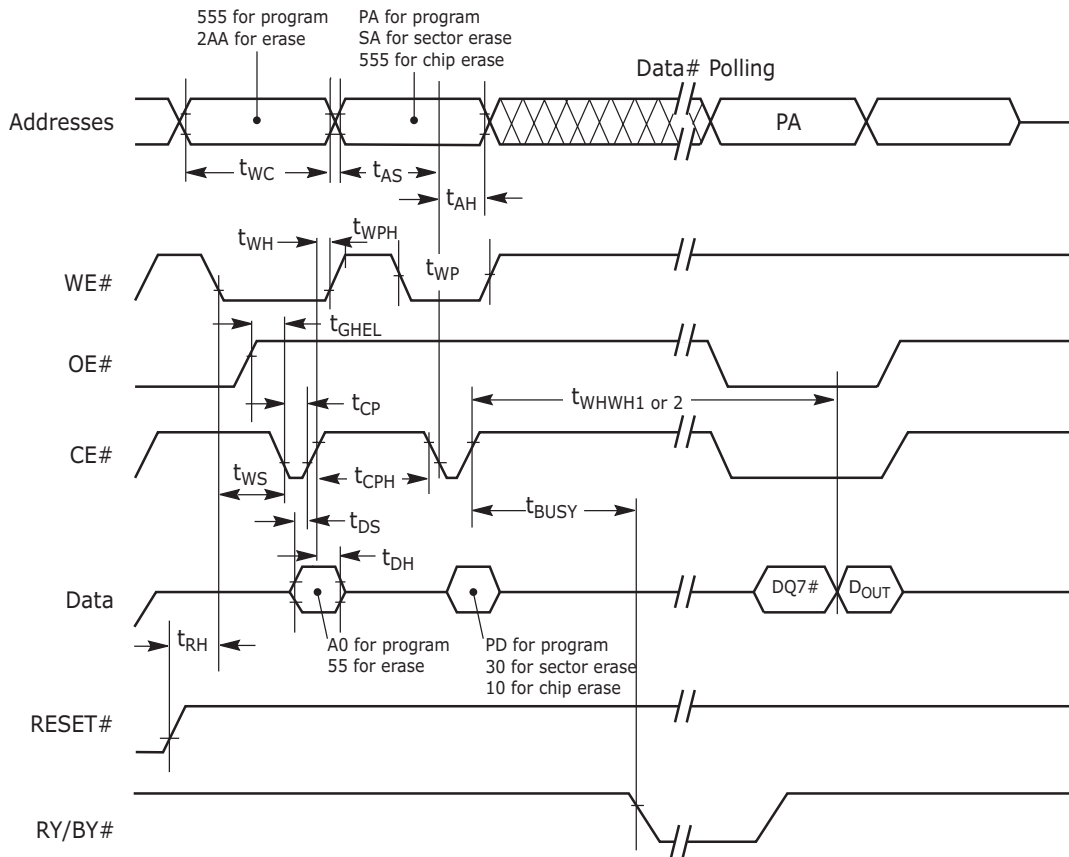 555 for program
2AA for erase
PA for program
SA for sector erase
555 for chip erase
Data# Polling
Addresses
PA
tWC
tAS
tAH
tWH
tWPH
tWP
WE#
tGHEL
OE#
tCP
tWHWH1 or 2
CE#
tWS
tCPH
tBUSY
tDS
tDH
Data
DQ7#
DOUT
tRH
A0 for program
55 for erase
PD for program
30 for sector erase
10 for chip erase
RESET#
RY/BY#